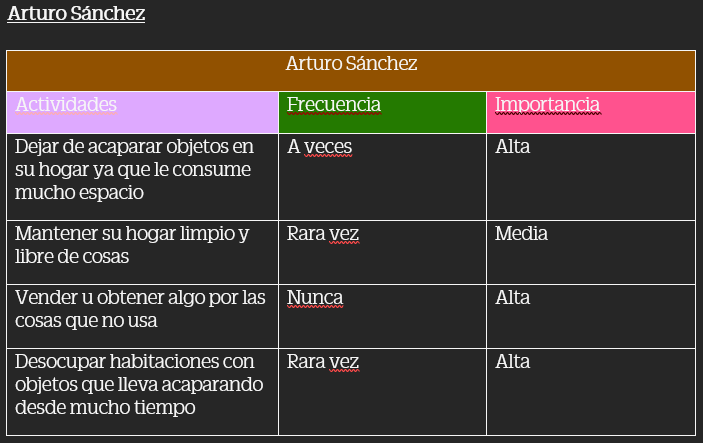 Arturo Sánchez
Arturo Sánchez
Actividades
Frecuencia
Importancia
Dejar de acaparar objetos en
su hogar ya que le consume
mucho espacio
A veces
Alta
Mantener su hogar limpio y
libre de cosas
Rara vez
Media
Vender u obtener algo por las
cosas que no usa
Nunca
Alta
Desocupar habitaciones con
objetos que lleva acaparando
desde mucho tiempo
Rara vez
Alta